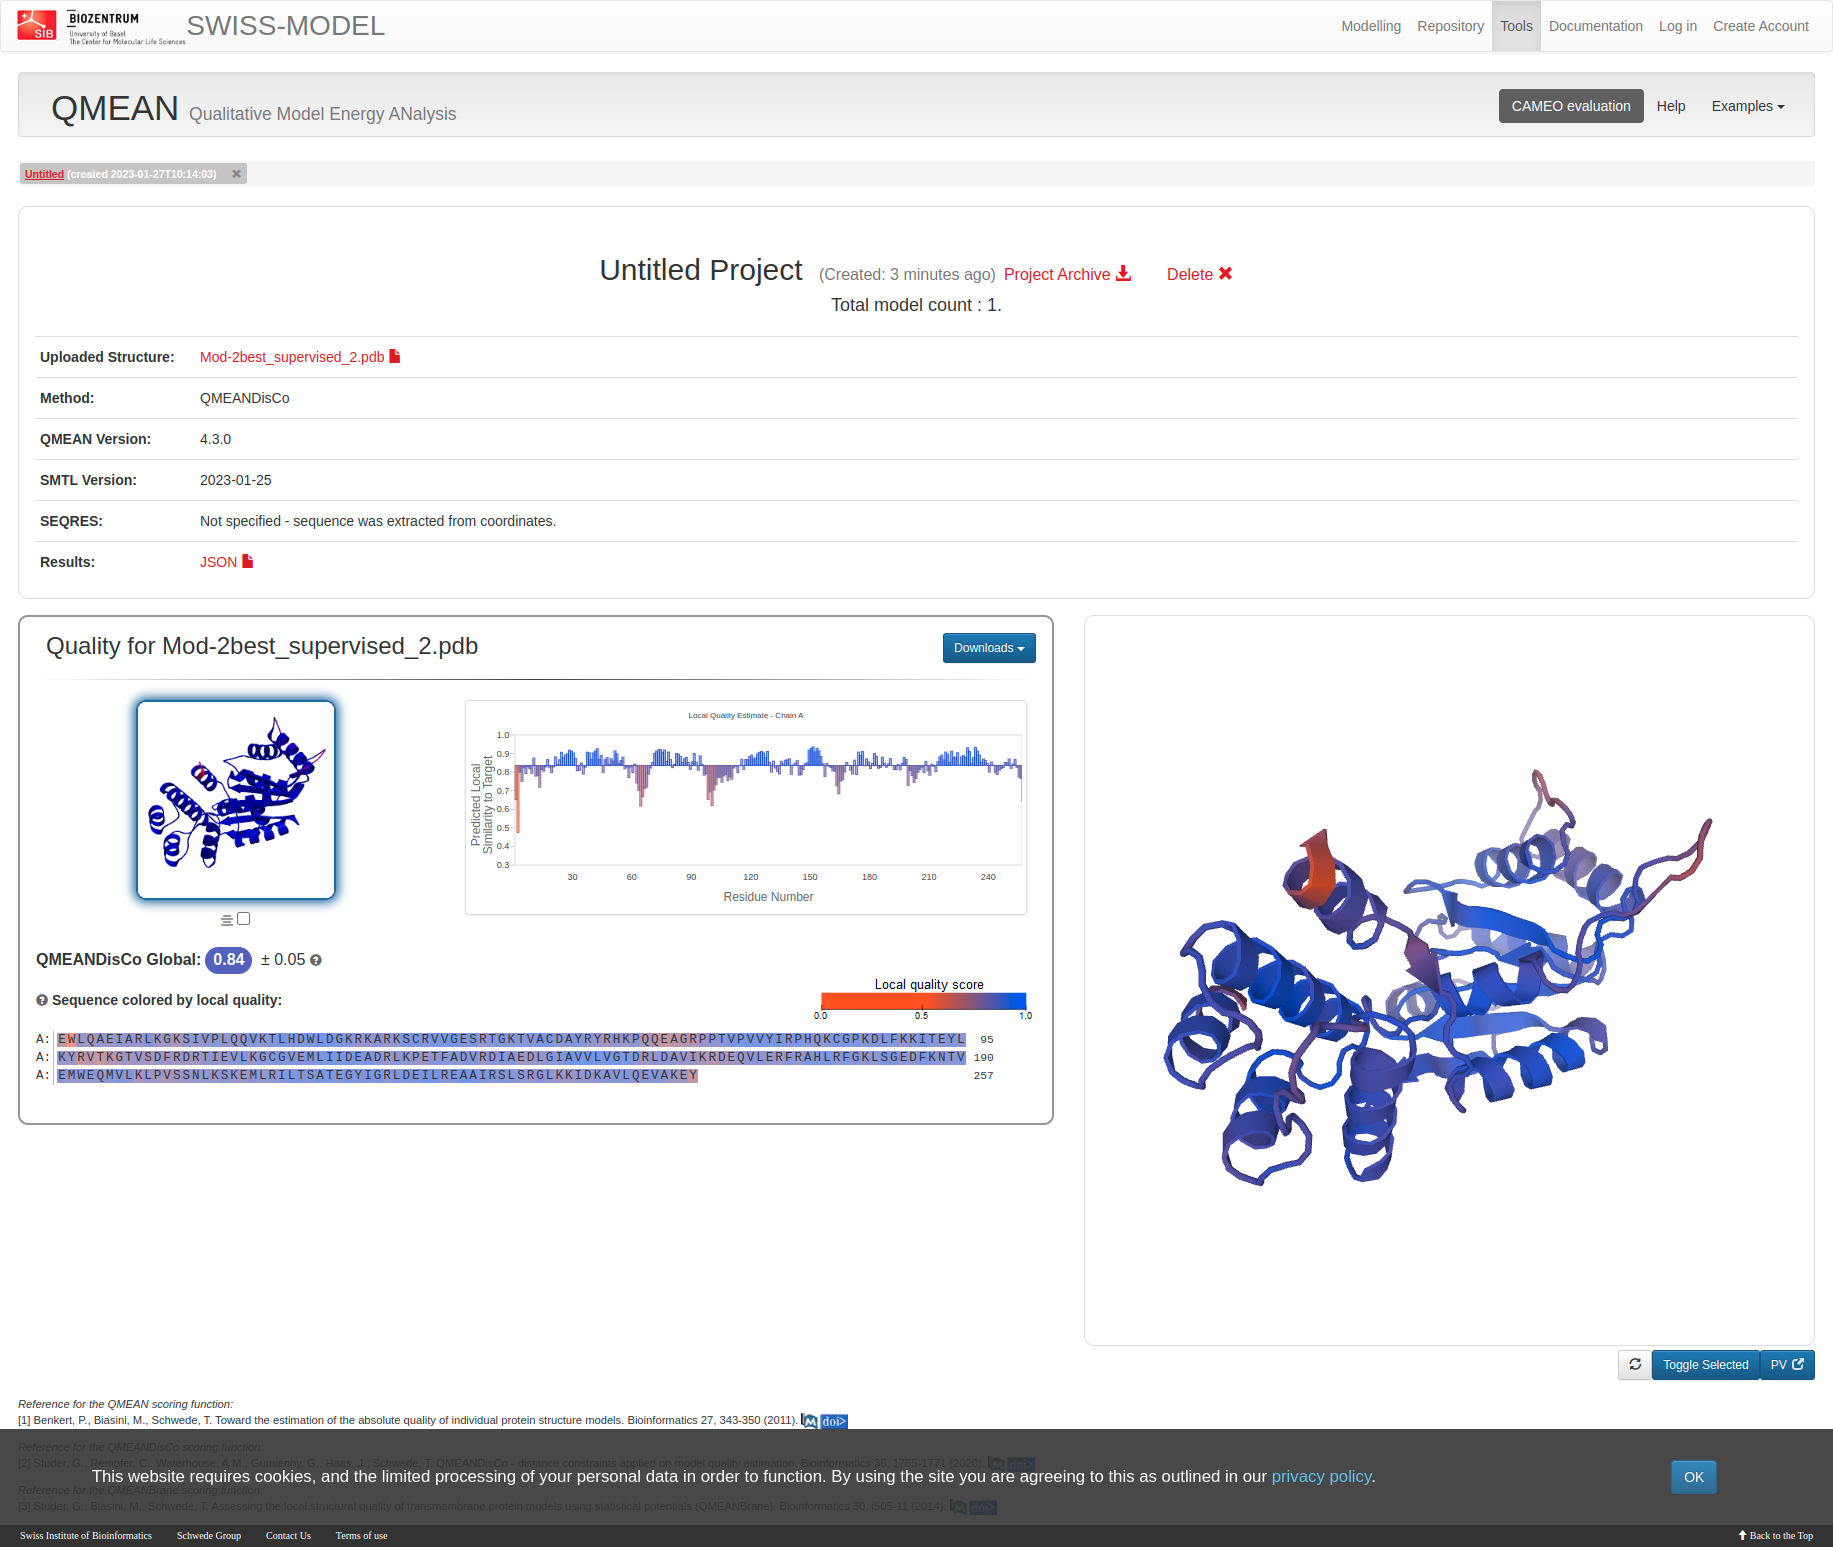 SIB
BIOZENTRUM
University of Basel
The Center for Molecular Life Sciences
SWISS-MODEL
Modelling Repository Tools Documentation Log in Create Account
QMEAN Qualitative Model Energy ANalysis
CAMEO evaluation Help Examples
Untitled (created 2023-01-27T10:14:03)
Untitled Project (Created: 3 minutes ago) Project Archive Delete
Total model count : 1.
Uploaded Structure: Mod-2best_supervised_2.pdb
Method: QMEANDisCo
QMEAN Version: 4.3.0
SMTL Version: 2023-01-25
SEQRES: Not specified - sequence was extracted from coordinates.
Results: JSON
Quality for Mod-2best_supervised_2.pdb
Downloads
Local Quality Estimate - Chain A
Predicted Local
Similarity to Target
1.0
0.9
0.8
0.7
0.6
0.5
0.4
0.3
30 60 90 120 150 180 210 240
Residue Number
QMEANDisCo Global: 0.84 ± 0.05
Local quality score
0.0 0.5 1.0
Sequence colored by local quality:
A: EWLQAEIARLKGKSIVPLQQVKTLHDWLDGKRKARKSCRVVGESRTGKTVACDAYRYRHKPQQEAGRPPTVPVVYIRPHQKCGPKDLFKKITEYL 95
A: KYRVTKGTVSDFRDRTIEVLKGCGVEMLIIDEADRLKPETFADVRDIAEDLGIAVVLVGTDRLDAVIKRDEQVLERFRAHLRFGKLSGEDFKNTV 190
A: EMWEQMVLKLPVSSNLKSKEMLRILTSATEGYIGRLDEILREAAIRSLSRGLKKIDKAVLQEVAKEY 257
Toggle Selected PV
Reference for the QMEAN scoring function:
[1] Benkert, P., Biasini, M., Schwede, T. Toward the estimation of the absolute quality of individual protein structure models. Bioinformatics 27, 343-350 (2011). M doi>
Reference for the QMEANDisCo scoring function:
[2] Studer, G., Rempfer, C., Waterhouse, A.M., Gumienny, G., Haas, J., Schwede, T. QMEANDisCo - distance constraints applied on model quality estimation. Bioinformatics 36, 1765-1771 (2020). M doi>
This website requires cookies, and the limited processing of your personal data in order to function. By using the site you are agreeing to this as outlined in our privacy policy.
OK
Reference for the QMEANBrane scoring function:
[3] Studer, G., Biasini, M., Schwede, T. Assessing the local structural quality of transmembrane protein models using statistical potentials (QMEANBrane). Bioinformatics 30, i505-11 (2014). M doi>
Swiss Institute of Bioinformatics Schwede Group Contact Us Terms of use
Back to the Top